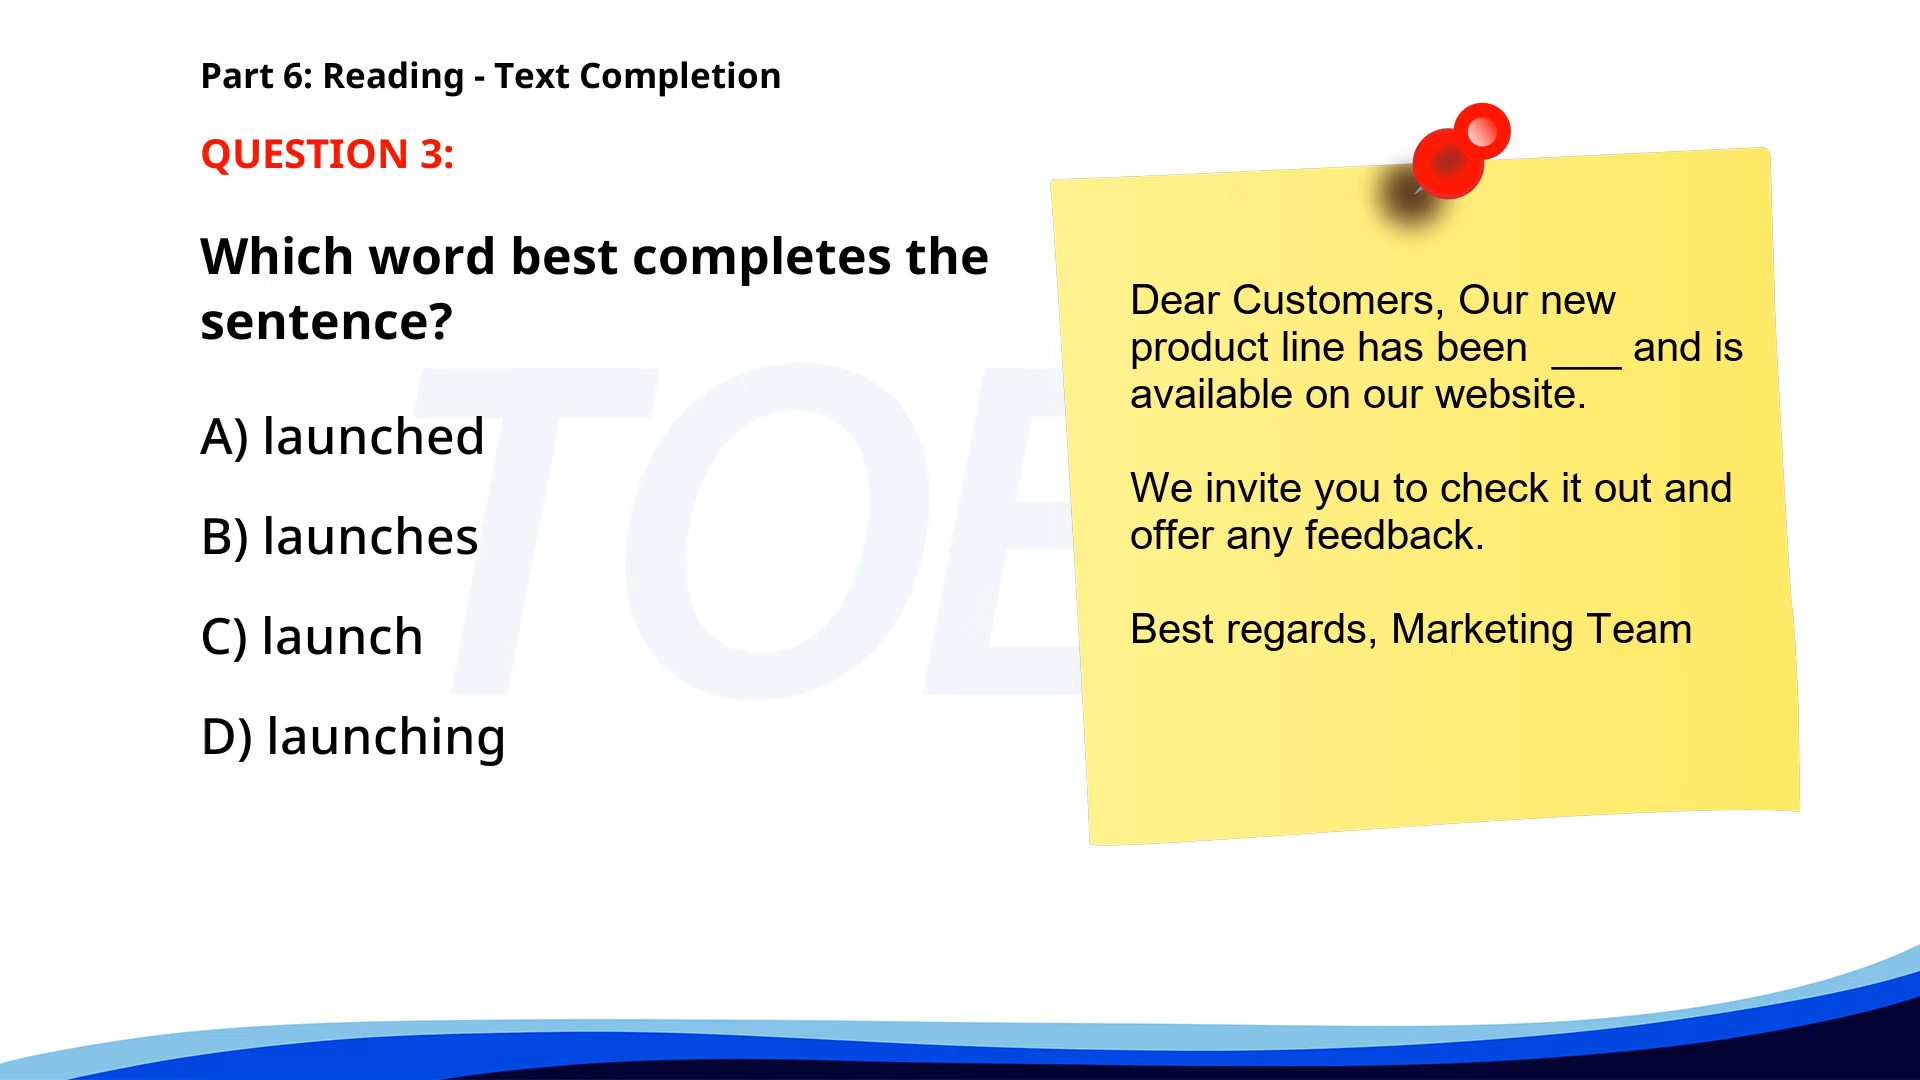 Part 6: Reading - Text Completion
QUESTION 3:
Which word best completes the
sentence?
A) launched
B) launches
C) launch
D) launching
Dear Customers, Our new
product line has been ___ and is
available on our website.
We invite you to check it out and
offer any feedback.
Best regards, Marketing Team
TOE